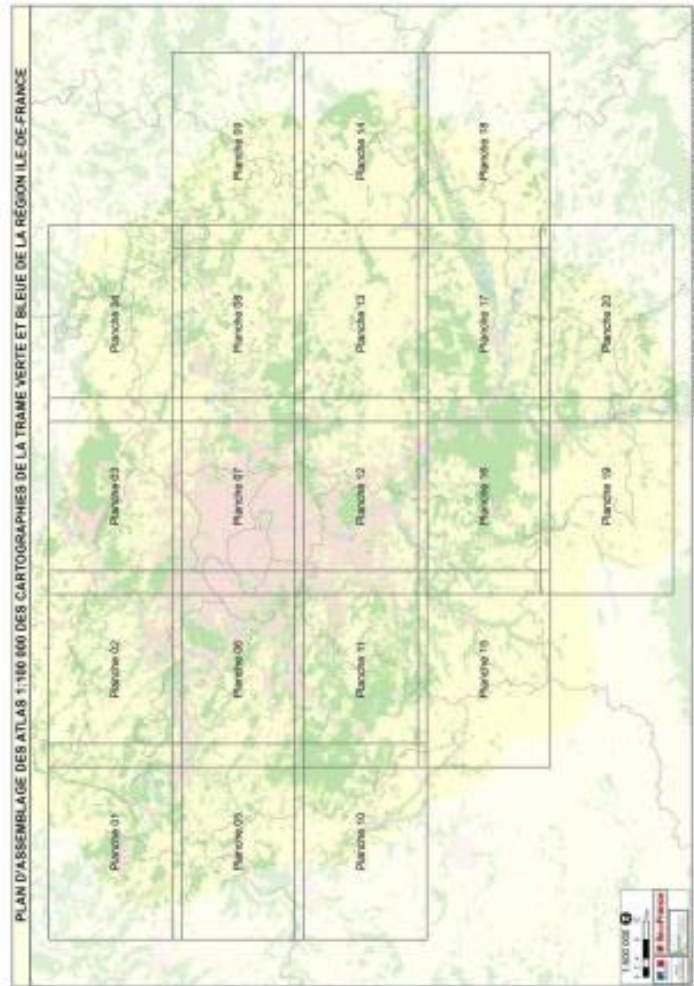 PLAN D'ASSEMBLAGE DES ATLAS 1:100 000 DES CARTOGRAPHIES DE LA TRAME VERTE ET BLEUE DE LA RÉGION ILE-DE-FRANCE
Planche 01
Planche 02
Planche 03
Planche 04
Planche 05
Planche 06
Planche 07
Planche 08
Planche 09
Planche 10
Planche 11
Planche 12
Planche 13
Planche 14
Planche 15
Planche 16
Planche 17
Planche 18
Planche 19
Planche 20
îledeFrance